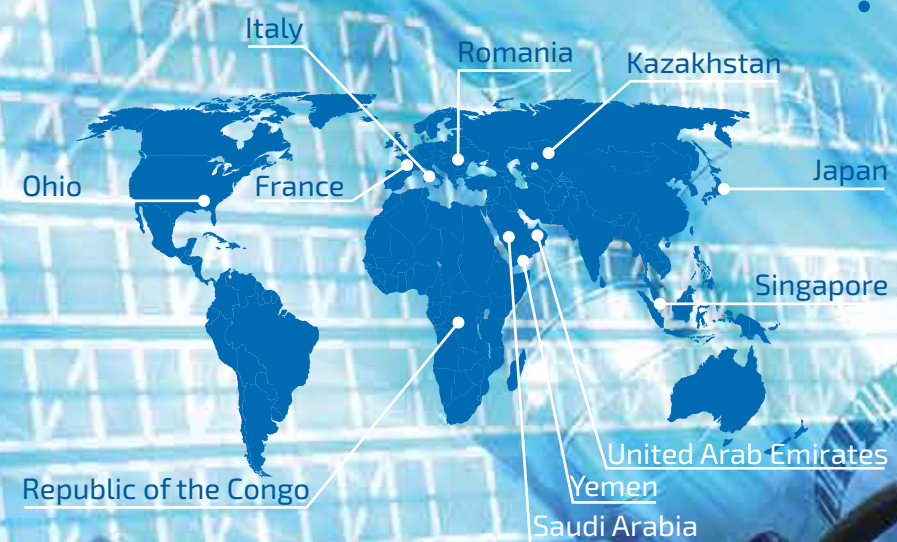 Italy
Romania
Kazakhstan
Ohio
France
Japan
Singapore
United Arab Emirates
Republic of the Congo
Yemen
Saudi Arabia